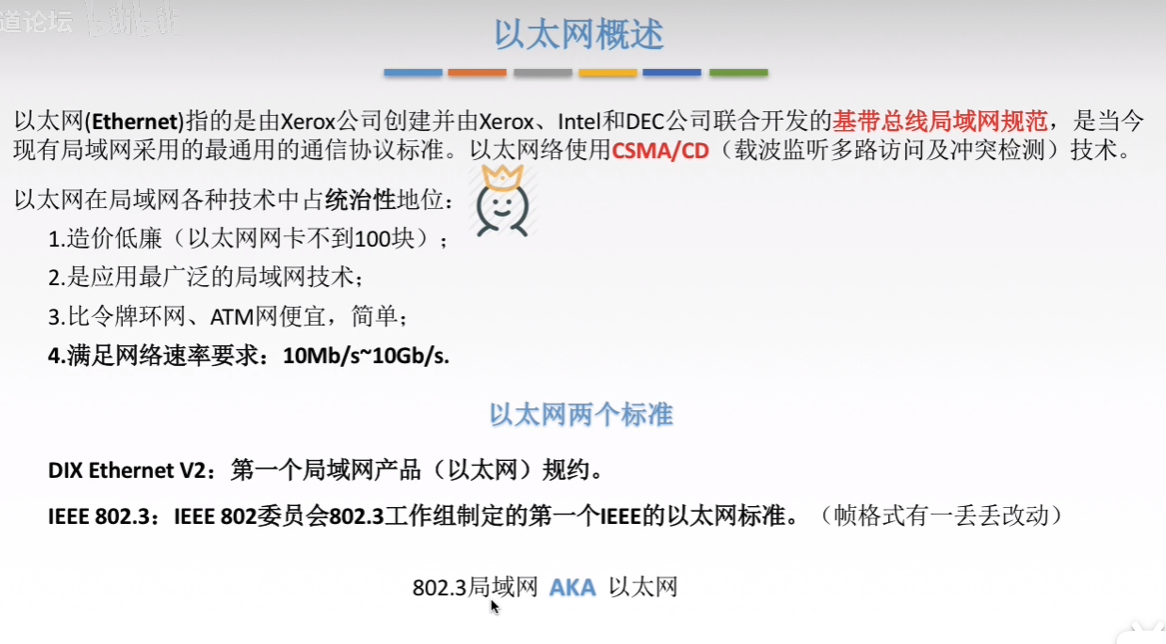 道论坛
以太网概述
以太网(Ethernet)指的是由Xerox公司创建并由Xerox、Intel和DEC公司联合开发的基带总线局域网规范，是当今
现有局域网采用的最通用的通信协议标准。以太网络使用CSMA/CD（载波监听多路访问及冲突检测）技术。
以太网在局域网各种技术中占统治性地位：
1.造价低廉（以太网网卡不到100块）；
2.是应用最广泛的局域网技术；
3.比令牌环网、ATM网便宜，简单；
4.满足网络速率要求：10Mb/s~10Gb/s.
以太网两个标准
DIX Ethernet V2：第一个局域网产品（以太网）规约。
IEEE 802.3：IEEE 802委员会802.3工作组制定的第一个IEEE的以太网标准。（帧格式有一丢丢改动）
802.3局域网 AKA 以太网